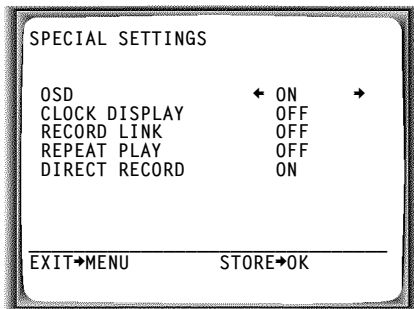 SPECIAL SETTINGS
OSD ← ON →
CLOCK DISPLAY OFF
RECORD LINK OFF
REPEAT PLAY OFF
DIRECT RECORD ON
EXIT→MENU STORE→OK